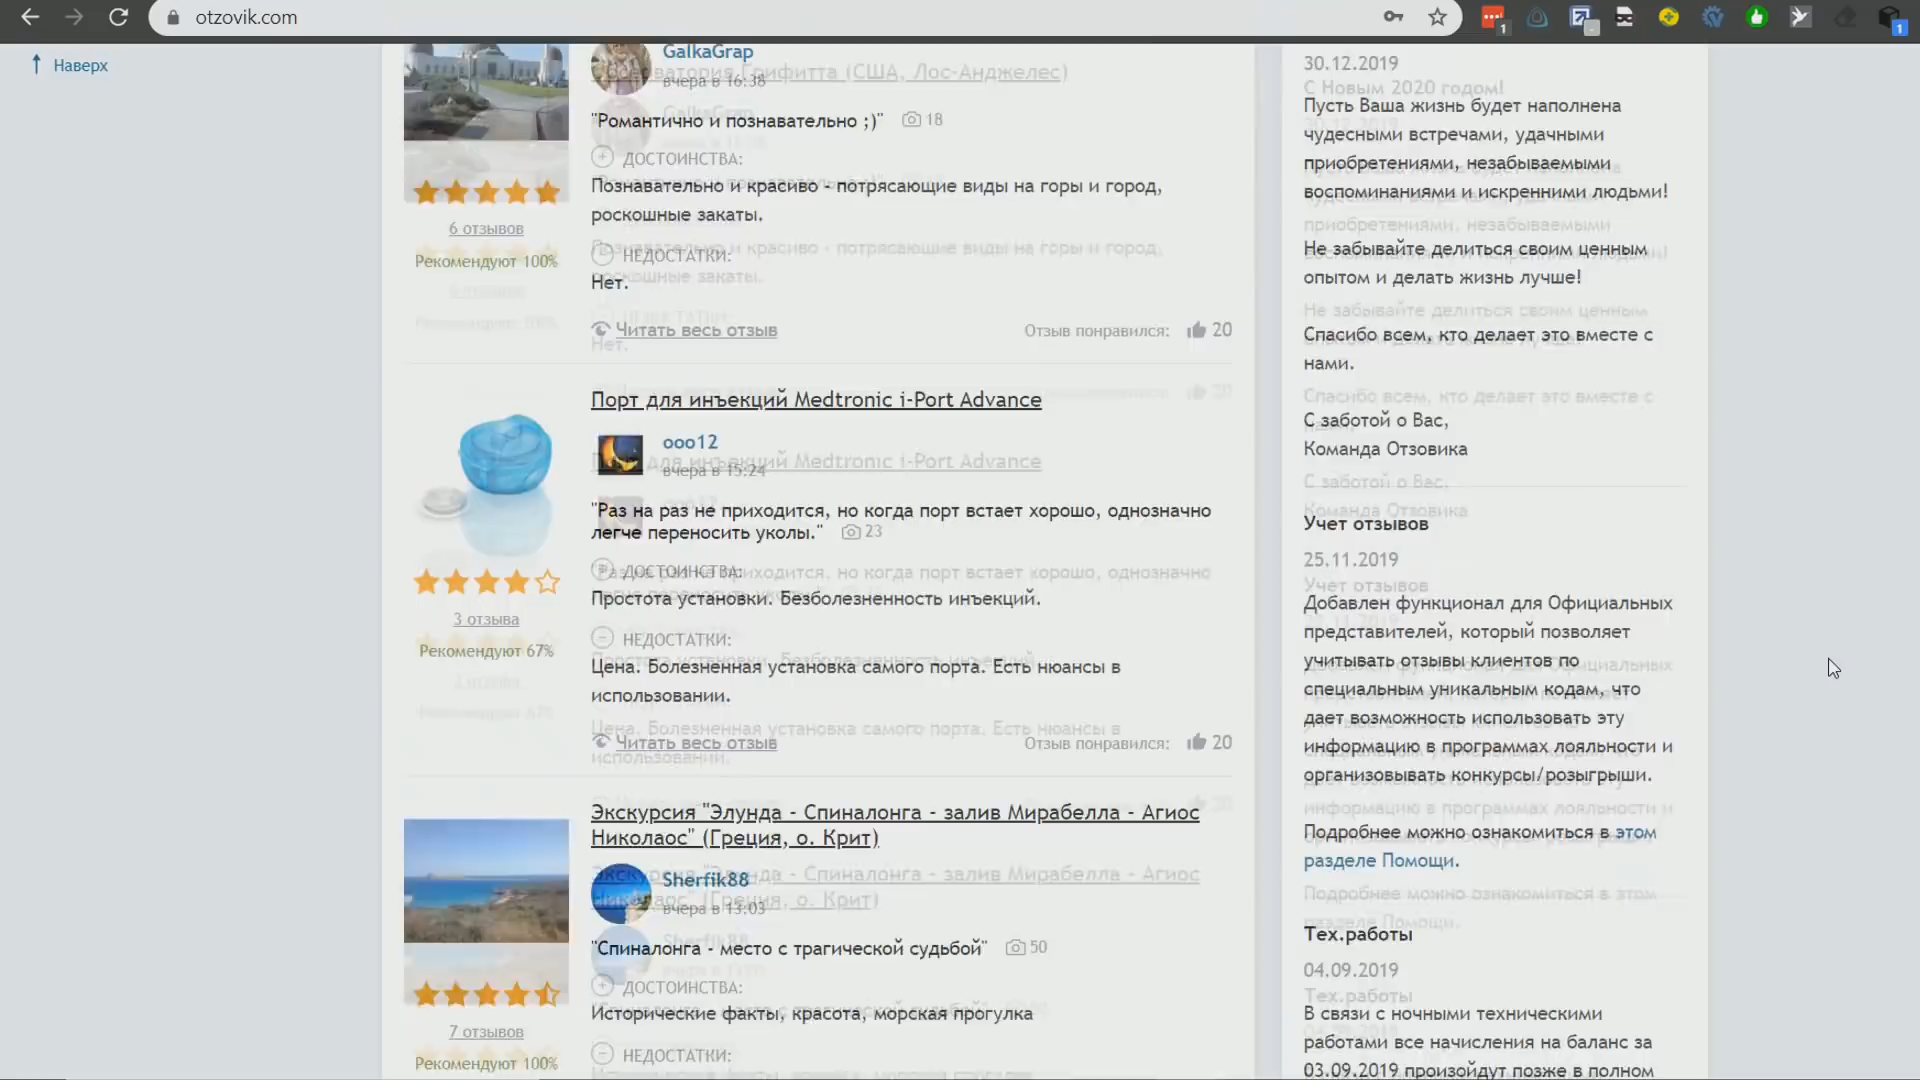 otzovik.com
Наверх
GalkaGrap
Обсерватория Грифитта (США, Лос-Анджелес)
вчера в 16:38
"Романтично и познавательно ;)" 18
ДОСТОИНСТВА:
Познавательно и красиво - потрясающие виды на горы и город,
роскошные закаты.
НЕДОСТАТКИ:
Нет.
Читать весь отзыв
Отзыв понравился: 20
6 отзывов
Рекомендуют 100%
Порт для инъекций Medtronic i-Port Advance
ooo12
вчера в 15:24
"Раз на раз не приходится, но когда порт встает хорошо, однозначно
легче переносить уколы." 23
ДОСТОИНСТВА:
Простота установки. Безболезненность инъекций.
НЕДОСТАТКИ:
Цена. Болезненная установка самого порта. Есть нюансы в
использовании.
Читать весь отзыв
Отзыв понравился: 20
3 отзыва
Рекомендуют 67%
Экскурсия "Элунда - Спиналонга - залив Мирабелла - Агиос
Николаос" (Греция, о. Крит)
Sherfik88
вчера в 13:03
"Спиналонга - место с трагической судьбой" 50
ДОСТОИНСТВА:
Исторические факты, красота, морская прогулка
НЕДОСТАТКИ:
7 отзывов
Рекомендуют 100%
30.12.2019
С Новым 2020 годом!
Пусть Ваша жизнь будет наполнена
чудесными встречами, удачными
приобретениями, незабываемыми
воспоминаниями и искренними людьми!
Не забывайте делиться своим ценным
опытом и делать жизнь лучше!
Спасибо всем, кто делает это вместе с
нами.
С заботой о Вас,
Команда Отзовика
Учет отзывов
25.11.2019
Добавлен функционал для Официальных
представителей, который позволяет
учитывать отзывы клиентов по
специальным уникальным кодам, что
дает возможность использовать эту
информацию в программах лояльности и
организовывать конкурсы/розыгрыши.
Подробнее можно ознакомиться в этом
разделе Помощи.
Тех.работы
04.09.2019
В связи с ночными техническими
работами все начисления на баланс за
03.09.2019 произойдут позже в полном